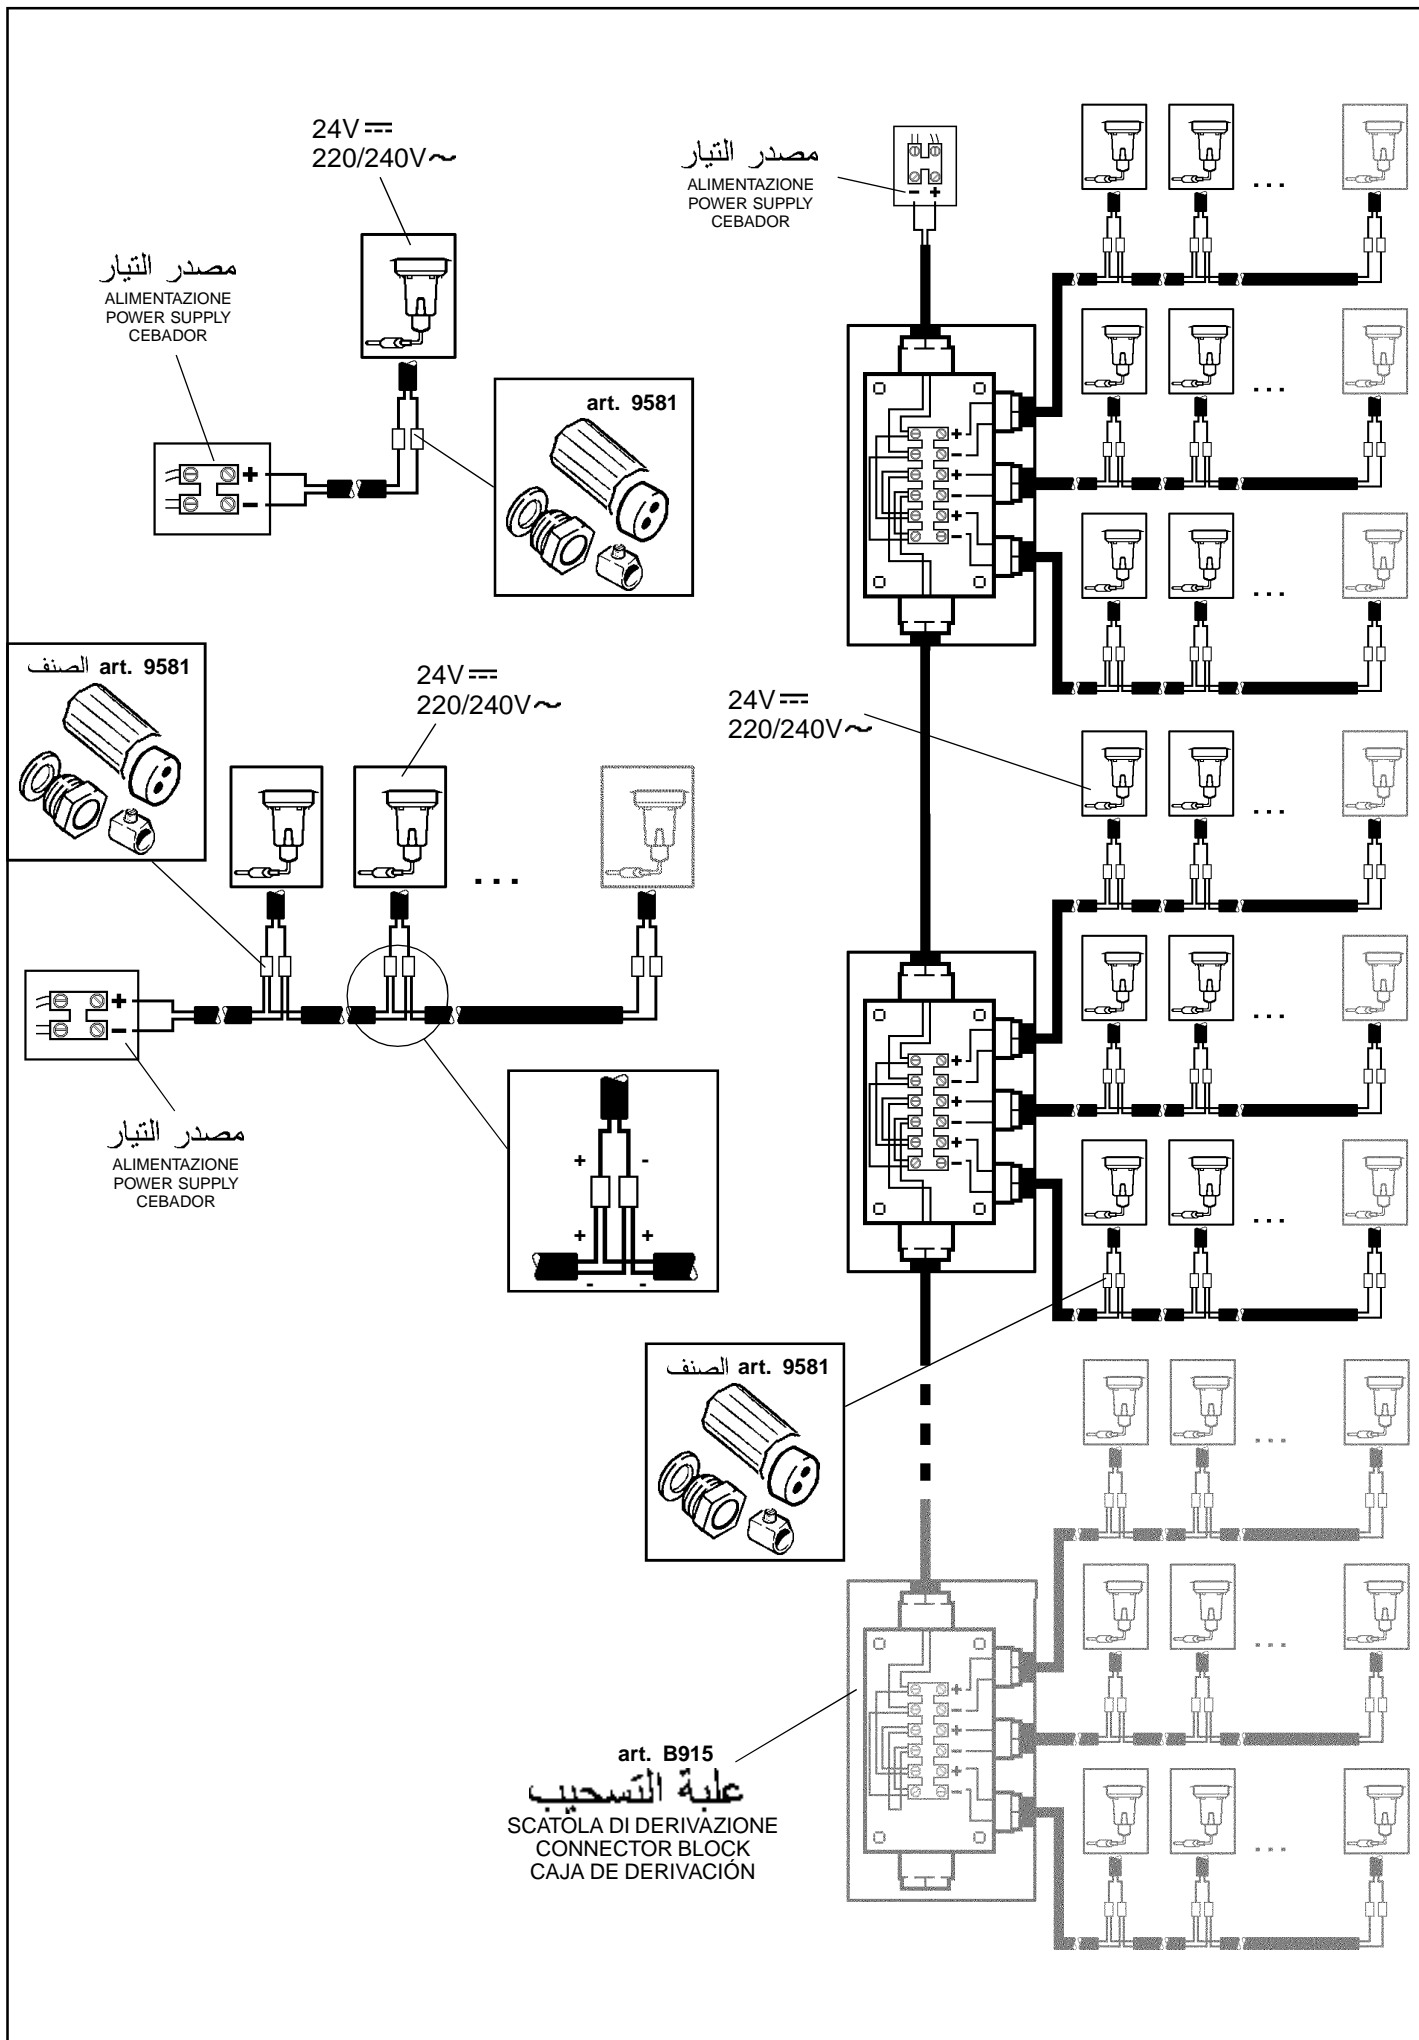 24V
220/240V~
مصدر التيار
ALIMENTAZIONE
POWER SUPPLY
CEBADOR
+
-
art. 9581
الصنف art. 9581
24V
220/240V~
...
+
-
مصدر التيار
ALIMENTAZIONE
POWER SUPPLY
CEBADOR
+ -
+ +
- -
مصدر التيار
ALIMENTAZIONE
POWER SUPPLY
CEBADOR
- +
...
...
...
+
-
+
-
+
-
24V
220/240V~
...
...
...
+
-
+
-
+
-
الصنف art. 9581
...
...
...
+
-
+
-
+
-
art. B915
علبة التسحيب
SCATOLA DI DERIVAZIONE
CONNECTOR BLOCK
CAJA DE DERIVACIÓN